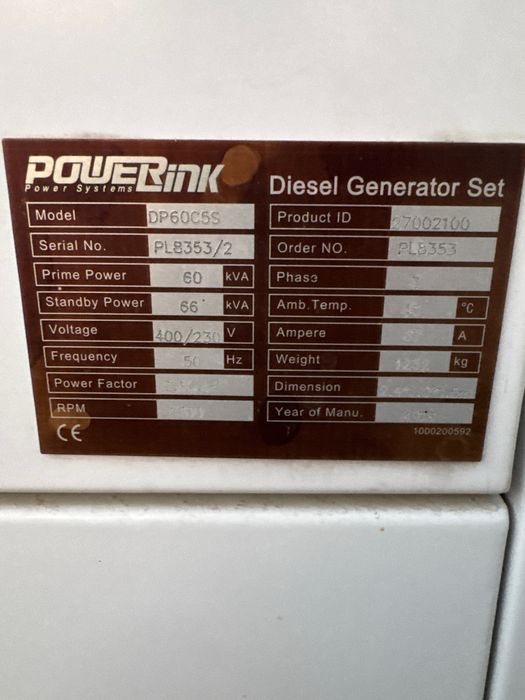 POWERLink
Power Systems
Diesel Generator Set
Model DP60C5S
Serial No. PL8353/2
Prime Power 60 kVA
Standby Power 66 kVA
Voltage 400/230 V
Frequency 50 Hz
Power Factor
RPM
CE
Product ID 27002100
Order NO. PL8353
Phase 3
Amb.Temp. °C
Ampere 87 A
Weight kg
Dimension
Year of Manu.
1000200592